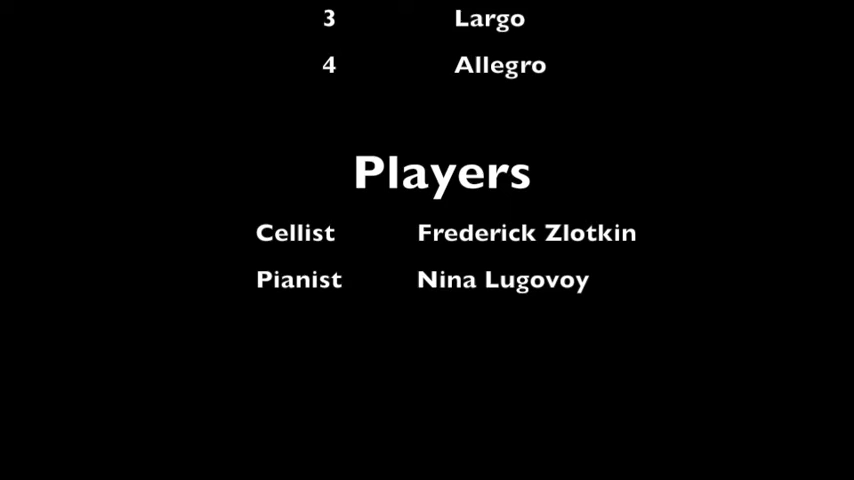 3 Largo
4 Allegro
Players
Cellist Frederick Zlotkin
Pianist Nina Lugovoy